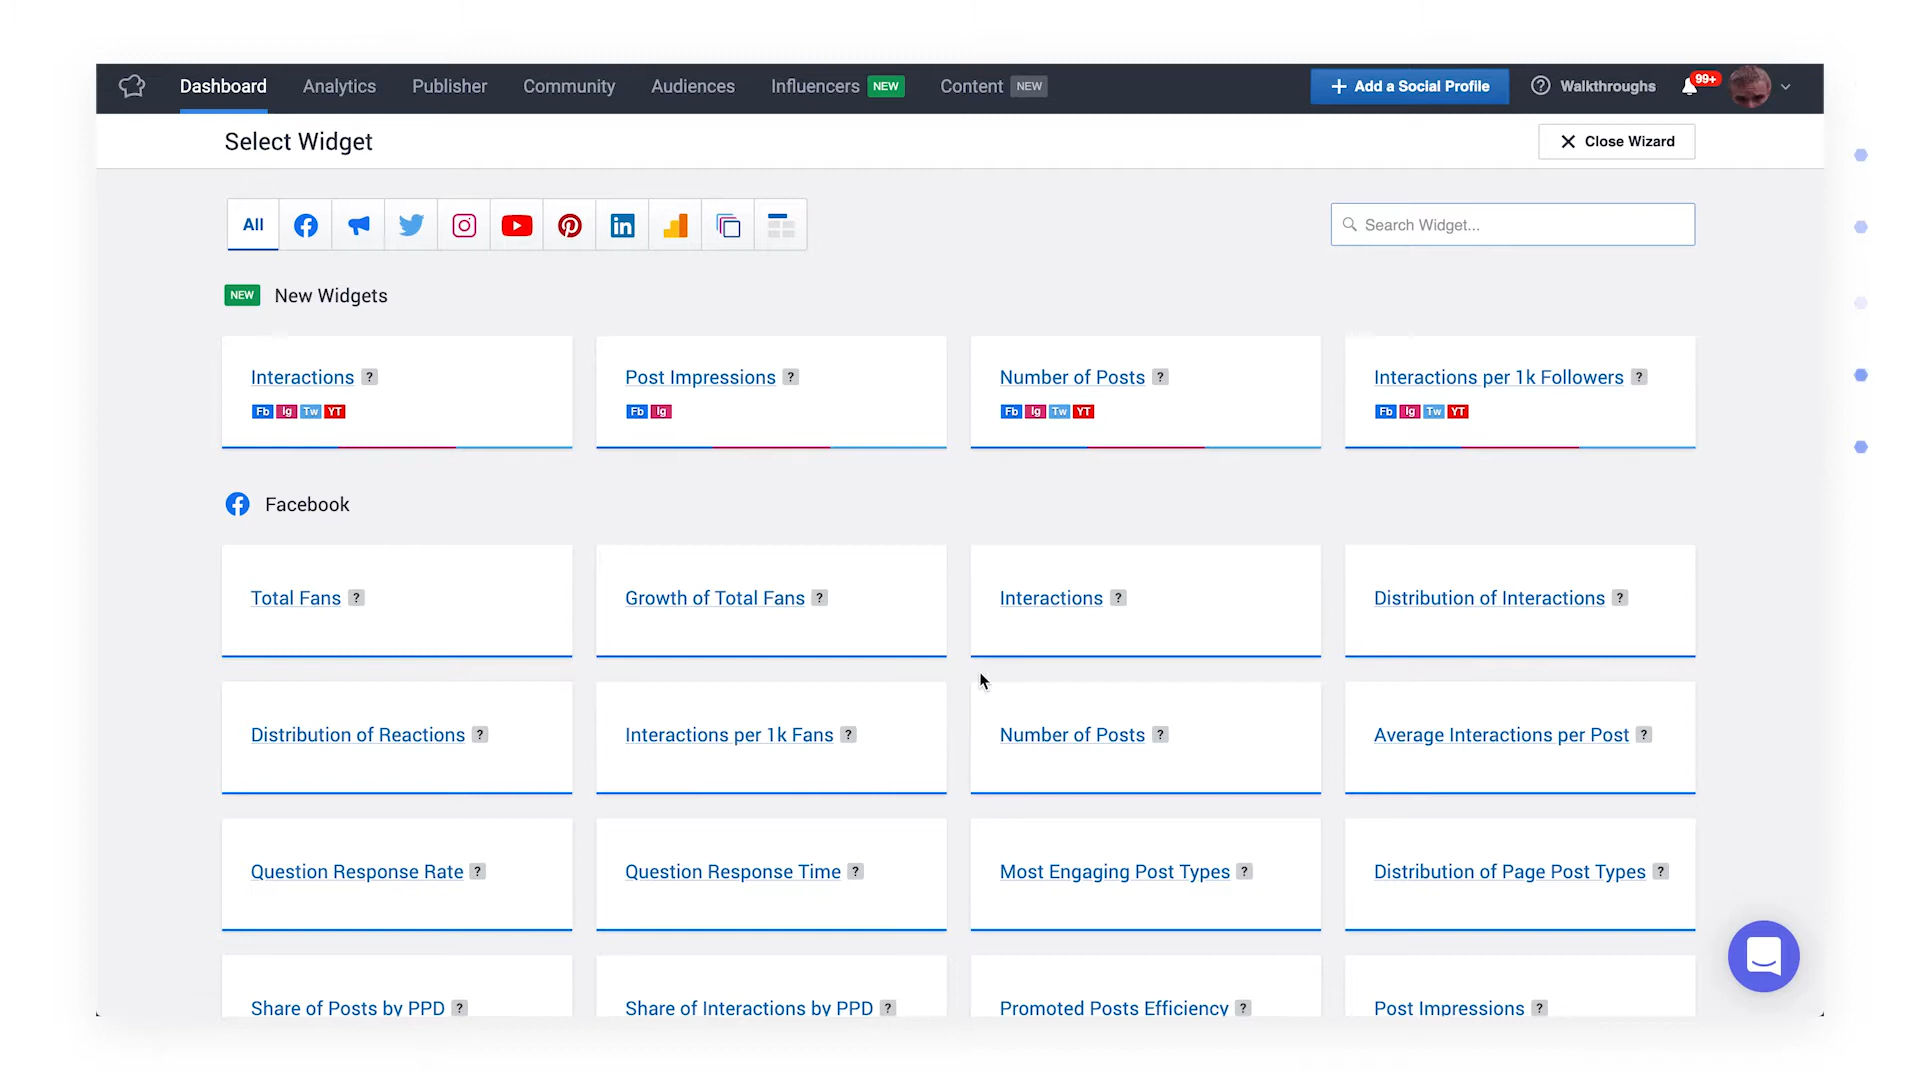 Dashboard Analytics Publisher Community Audiences Influencers NEW Content NEW + Add a Social Profile ? Walkthroughs 99+
Select Widget × Close Wizard
All Search Widget...
NEW New Widgets
Interactions ? Post Impressions ? Number of Posts ? Interactions per 1k Followers ?
Fb Ig Tw YT Fb Ig Fb Ig Tw YT Fb Ig Tw YT
Facebook
Total Fans ? Growth of Total Fans ? Interactions ? Distribution of Interactions ?
Distribution of Reactions ? Interactions per 1k Fans ? Number of Posts ? Average Interactions per Post ?
Question Response Rate ? Question Response Time ? Most Engaging Post Types ? Distribution of Page Post Types ?
Share of Posts by PPD ? Share of Interactions by PPD ? Promoted Posts Efficiency ? Post Impressions ?